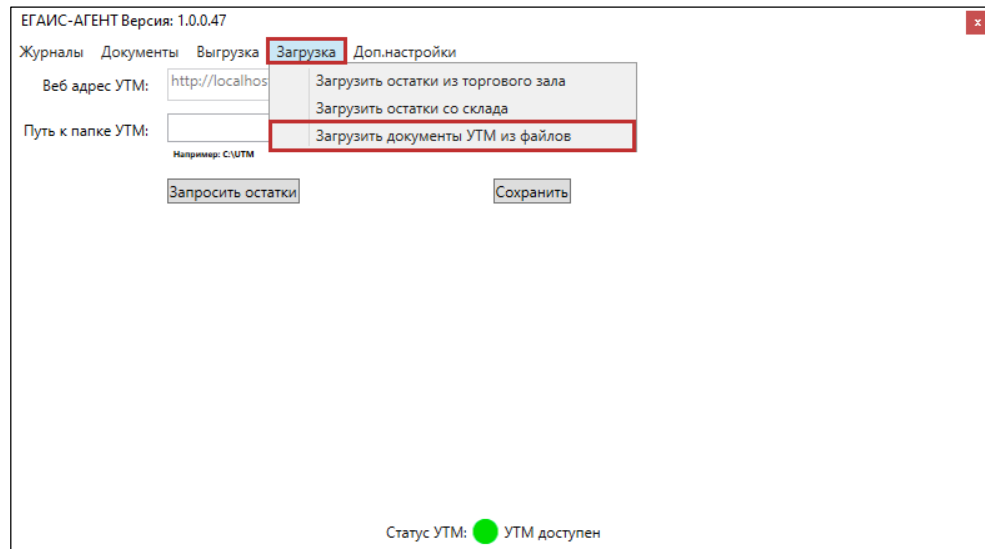 ЕГАИС-АГЕНТ Версия: 1.0.0.47
x
Журналы Документы Выгрузка Загрузка Доп.настройки
Веб адрес УТМ: http://localhos
Загрузить остатки из торгового зала
Загрузить остатки со склада
Путь к папке УТМ:
Загрузить документы УТМ из файлов
Например: C:\UTM
Запросить остатки Сохранить
Статус УТМ: УТМ доступен